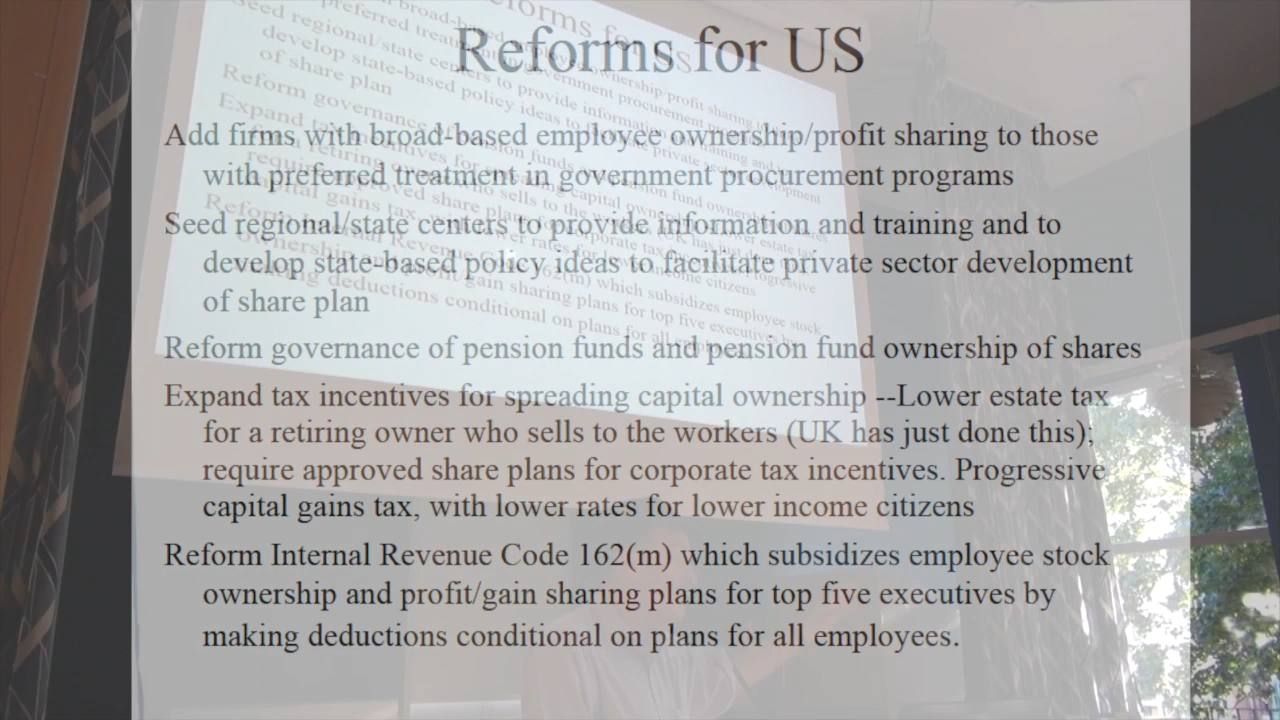 Reforms for US
Add firms with broad-based employee ownership/profit sharing to those
with preferred treatment in government procurement programs
Seed regional/state centers to provide information and training and to
develop state-based policy ideas to facilitate private sector development
of share plan
Reform governance of pension funds and pension fund ownership of shares
Expand tax incentives for spreading capital ownership --Lower estate tax
for a retiring owner who sells to the workers (UK has just done this);
require approved share plans for corporate tax incentives. Progressive
capital gains tax, with lower rates for lower income citizens
Reform Internal Revenue Code 162(m) which subsidizes employee stock
ownership and profit/gain sharing plans for top five executives by
making deductions conditional on plans for all employees.